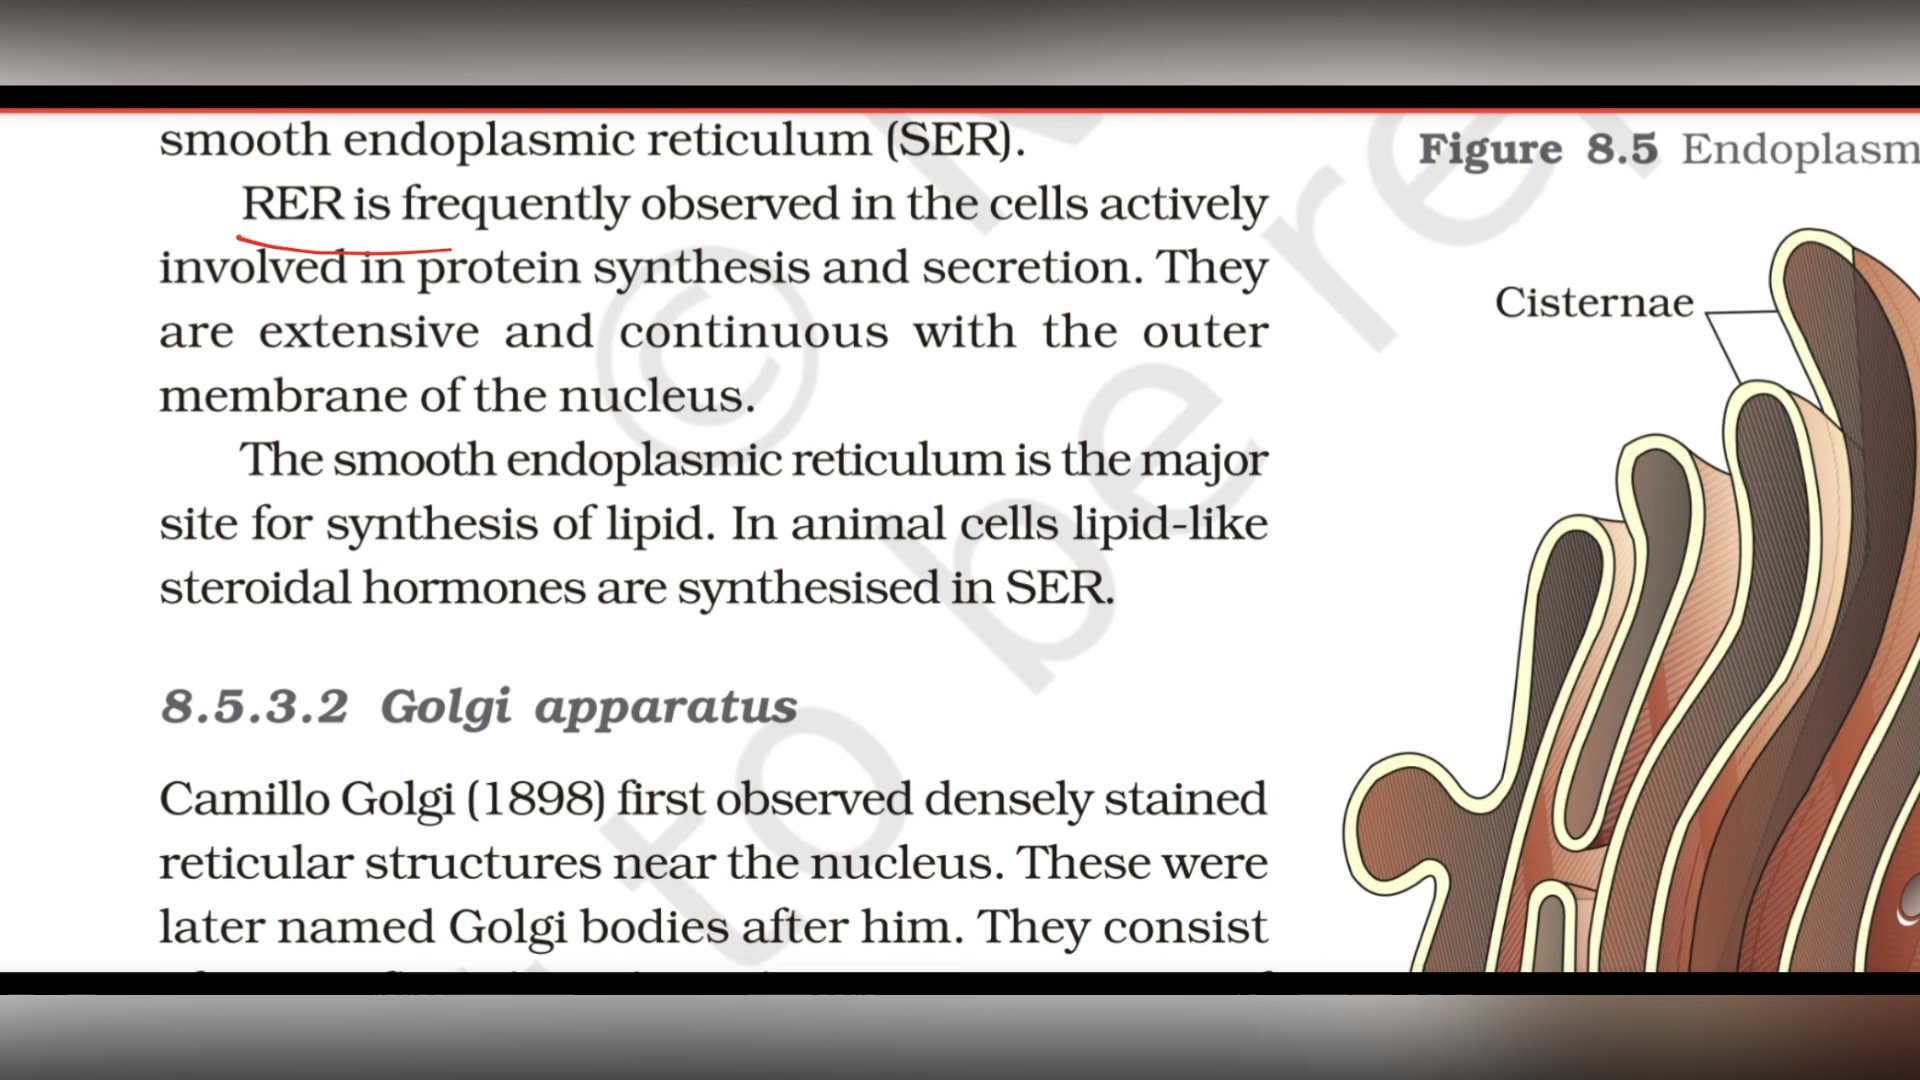 smooth endoplasmic reticulum (SER).
RER is frequently observed in the cells actively
involved in protein synthesis and secretion. They
are extensive and continuous with the outer
membrane of the nucleus.
The smooth endoplasmic reticulum is the major
site for synthesis of lipid. In animal cells lipid-like
steroidal hormones are synthesised in SER.
8.5.3.2 Golgi apparatus
Camillo Golgi (1898) first observed densely stained
reticular structures near the nucleus. These were
later named Golgi bodies after him. They consist
Figure 8.5 Endoplasm
Cisternae
© 
to be re